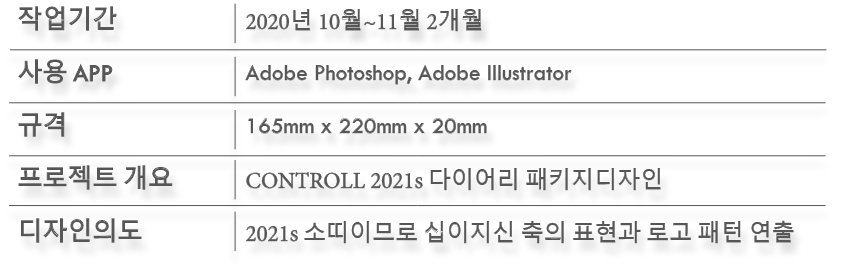 작업기간 2020년 10월~11월 2개월
사용 APP Adobe Photoshop, Adobe Illustrator
규격 165mm x 220mm x 20mm
프로젝트 개요 CONTROLL 2021s 다이어리 패키지디자인
디자인의도 2021s 소띠이므로 십이지신 축의 표현과 로고 패턴 연출